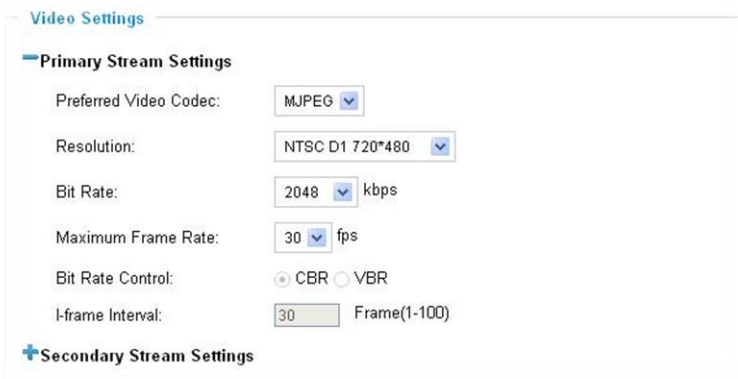 Video Settings
Primary Stream Settings
Preferred Video Codec: MJPEG
Resolution: NTSC D1 720*480
Bit Rate: 2048 kbps
Maximum Frame Rate: 30 fps
Bit Rate Control: CBR VBR
I-frame Interval: 30 Frame(1-100)
Secondary Stream Settings